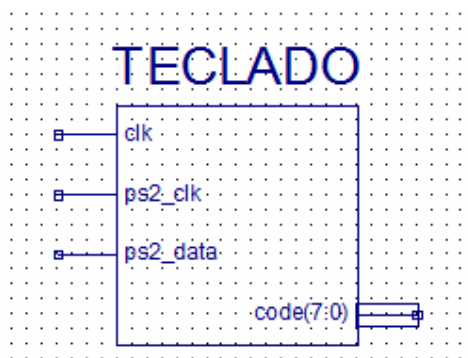 TECLADO
clk
ps2_clk
ps2_data
code(7:0)